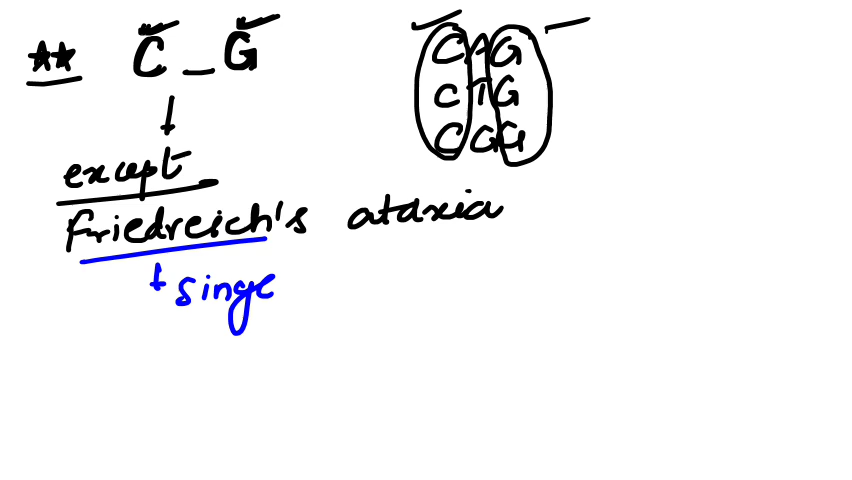 ** C _ G
CAG
CTG
CGG
except
Friedreich's ataxia
singe